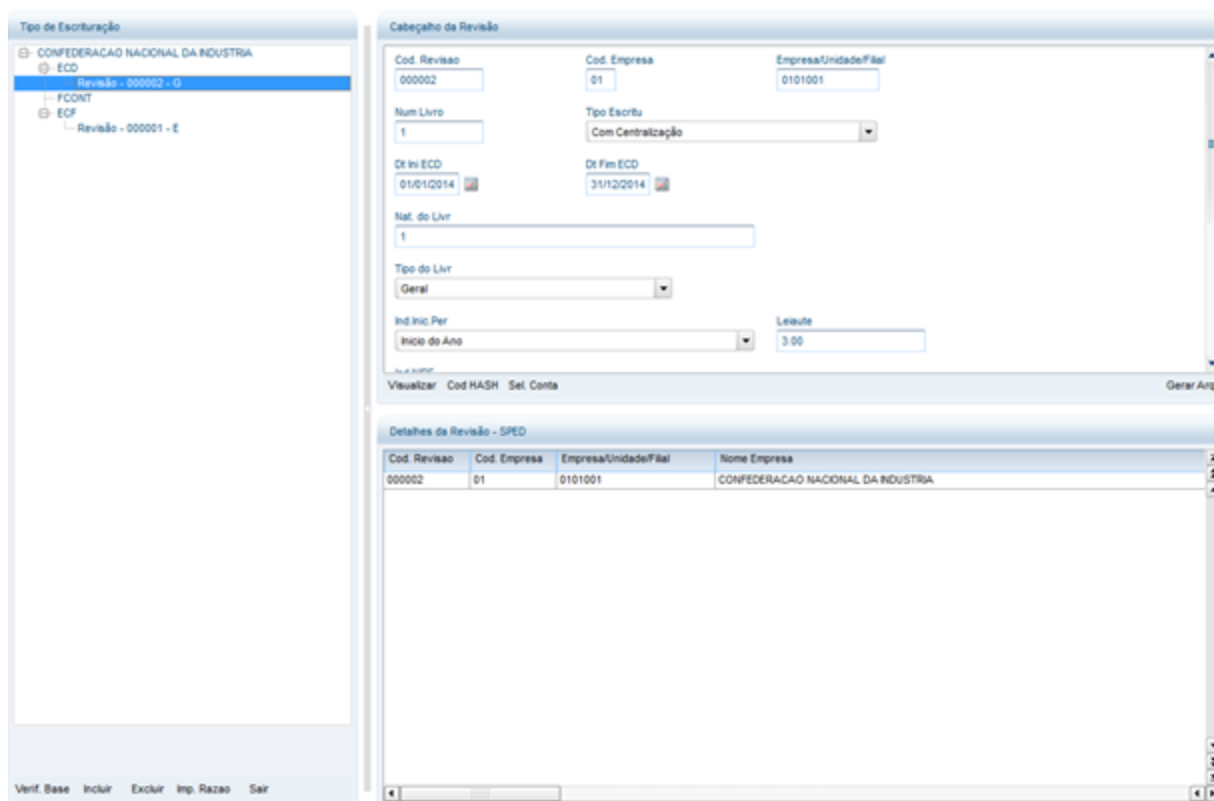 Tipo de Escrituração
CONFEDERACAO NACIONAL DA INDUSTRIA
ECD
Revisão - 000002 - G
FCONT
ECF
Revisão - 000001 - E
Verif. Base Incluir Excluir Imp. Razao Sair
Cabeçalho da Revisão
Cod. Revisao Cod. Empresa Empresa/Unidade/Filial
000002 01 0101001
Num Livro Tipo Escritu
1 Com Centralização
Dt Ini ECD Dt Fim ECD
01/01/2014 31/12/2014
Nat. do Livr
1
Tipo do Livr
Geral
Ind.Inic.Per Leiaute
Inicio do Ano 3.00
Visualizar Cod HASH Sel. Conta Gerar Arq
Detalhes da Revisão - SPED
Cod. Revisao Cod. Empresa Empresa/Unidade/Filial Nome Empresa
000002 01 0101001 CONFEDERACAO NACIONAL DA INDUSTRIA